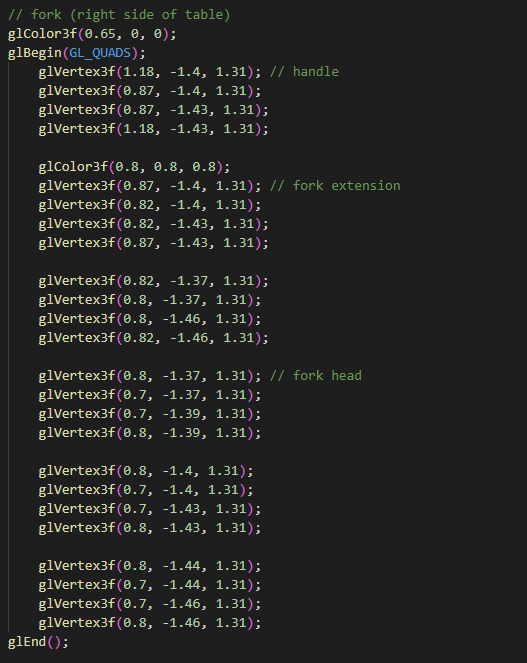 // fork (right side of table)
glColor3f(0.65, 0, 0);
glBegin(GL_QUADS);
    glVertex3f(1.18, -1.4, 1.31); // handle
    glVertex3f(0.87, -1.4, 1.31);
    glVertex3f(0.87, -1.43, 1.31);
    glVertex3f(1.18, -1.43, 1.31);

    glColor3f(0.8, 0.8, 0.8);
    glVertex3f(0.87, -1.4, 1.31); // fork extension
    glVertex3f(0.82, -1.4, 1.31);
    glVertex3f(0.82, -1.43, 1.31);
    glVertex3f(0.87, -1.43, 1.31);

    glVertex3f(0.82, -1.37, 1.31);
    glVertex3f(0.8, -1.37, 1.31);
    glVertex3f(0.8, -1.46, 1.31);
    glVertex3f(0.82, -1.46, 1.31);

    glVertex3f(0.8, -1.37, 1.31); // fork head
    glVertex3f(0.7, -1.37, 1.31);
    glVertex3f(0.7, -1.39, 1.31);
    glVertex3f(0.8, -1.39, 1.31);

    glVertex3f(0.8, -1.4, 1.31);
    glVertex3f(0.7, -1.4, 1.31);
    glVertex3f(0.7, -1.43, 1.31);
    glVertex3f(0.8, -1.43, 1.31);

    glVertex3f(0.8, -1.44, 1.31);
    glVertex3f(0.7, -1.44, 1.31);
    glVertex3f(0.7, -1.46, 1.31);
    glVertex3f(0.8, -1.46, 1.31);
glEnd();